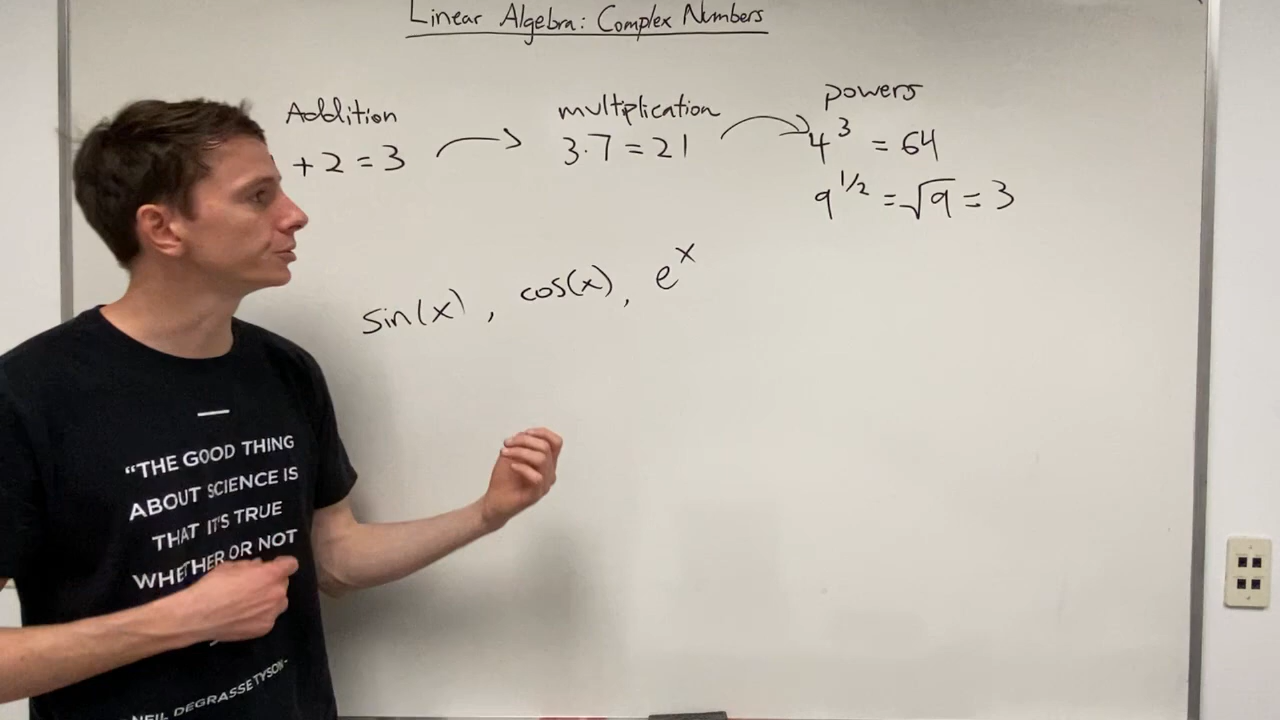 Linear Algebra: Complex Numbers
Addition
+ 2 = 3
multiplication
3·7 = 21
powers
4³ = 64
9^(1/2) = √9 = 3
sin(x) , cos(x) , eˣ
“THE GOOD THING
ABOUT SCIENCE IS
THAT IT'S TRUE
WHETHER OR NOT
NEIL DEGRASSE TYSON-